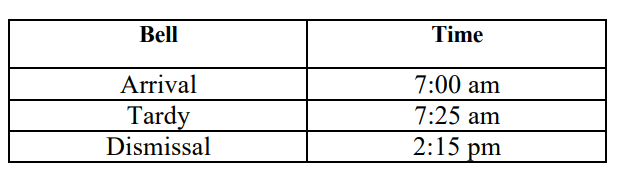 Bell Time
Arrival 7:00 am
Tardy 7:25 am
Dismissal 2:15 pm